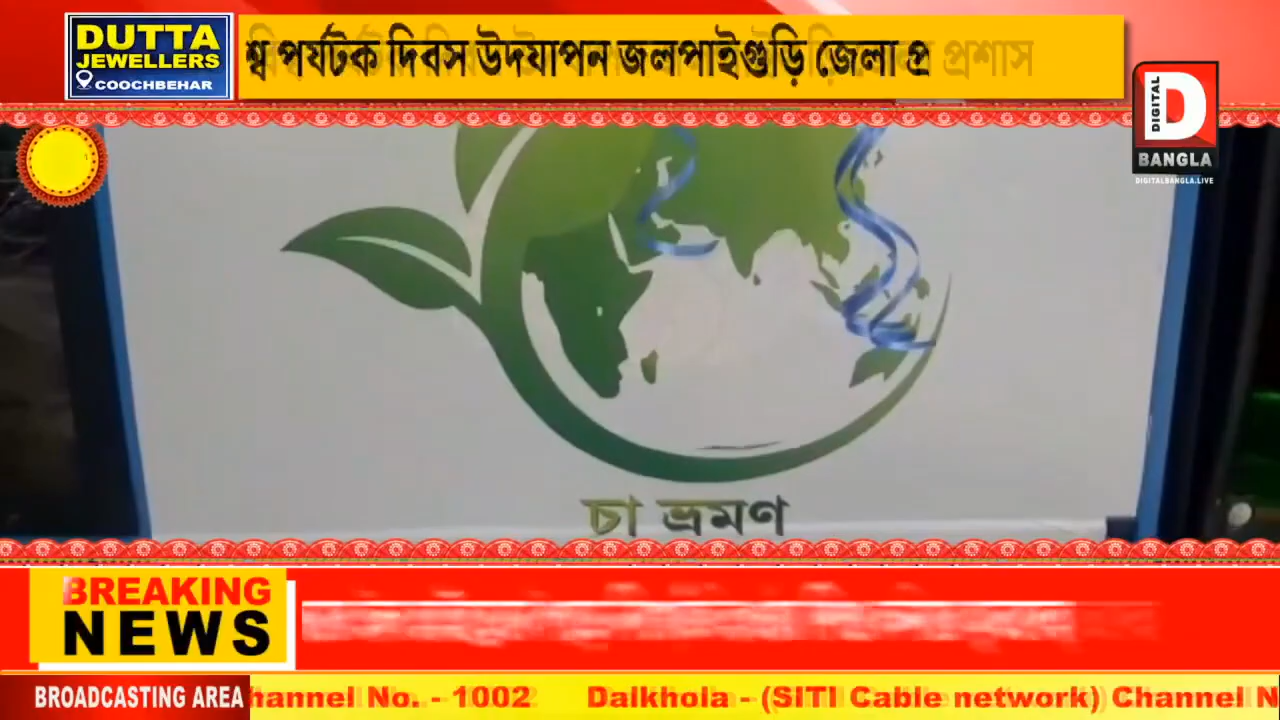 DUTTA
JEWELLERS
COOCHBEHAR
শ্ব পর্যটক দিবস উদযাপন জলপাইগুড়ি জেলা প্র
DIGITAL
BANGLA
DIGITALBANGLA.LIVE
চা ভ্রমণ
BREAKING
NEWS
BROADCASTING AREA
hannel No. - 1002 Dalkhola - (SITI Cable network) Channel N